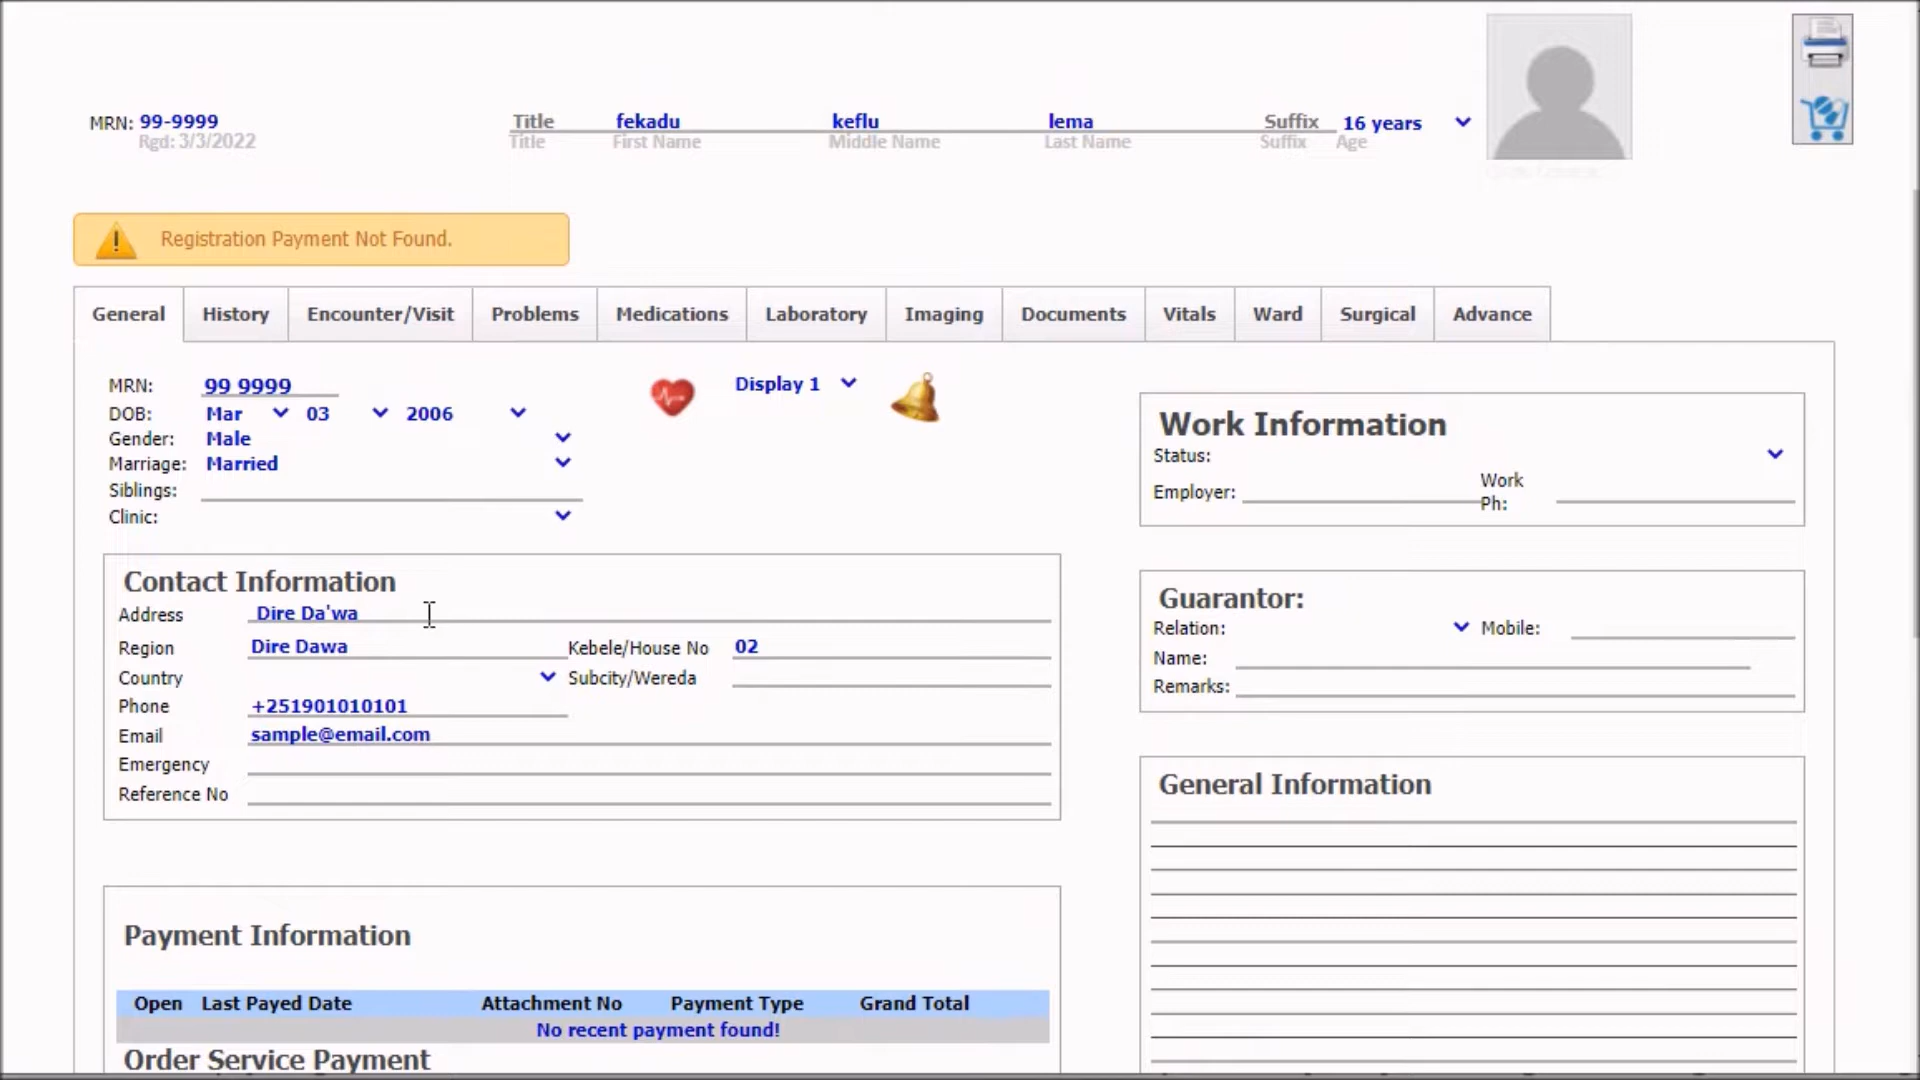 MRN: 99-9999 Title fekadu keflu lema Suffix 16 years
Rgd: 3/3/2022 Title First Name Middle Name Last Name Suffix Age
Registration Payment Not Found.
General History Encounter/Visit Problems Medications Laboratory Imaging Documents Vitals Ward Surgical Advance
MRN: 99 9999
DOB: Mar 03 2006
Gender: Male
Marriage: Married
Siblings:
Clinic:
Display 1
Work Information
Status:
Employer: Work Ph:
Contact Information
Address Dire Da'wa
Region Dire Dawa Kebele/House No 02
Country Subcity/Wereda
Phone +251901010101
Email sample@email.com
Emergency
Reference No
Guarantor:
Relation: Mobile:
Name:
Remarks:
General Information
Payment Information
Open Last Payed Date Attachment No Payment Type Grand Total
No recent payment found!
Order Service Payment